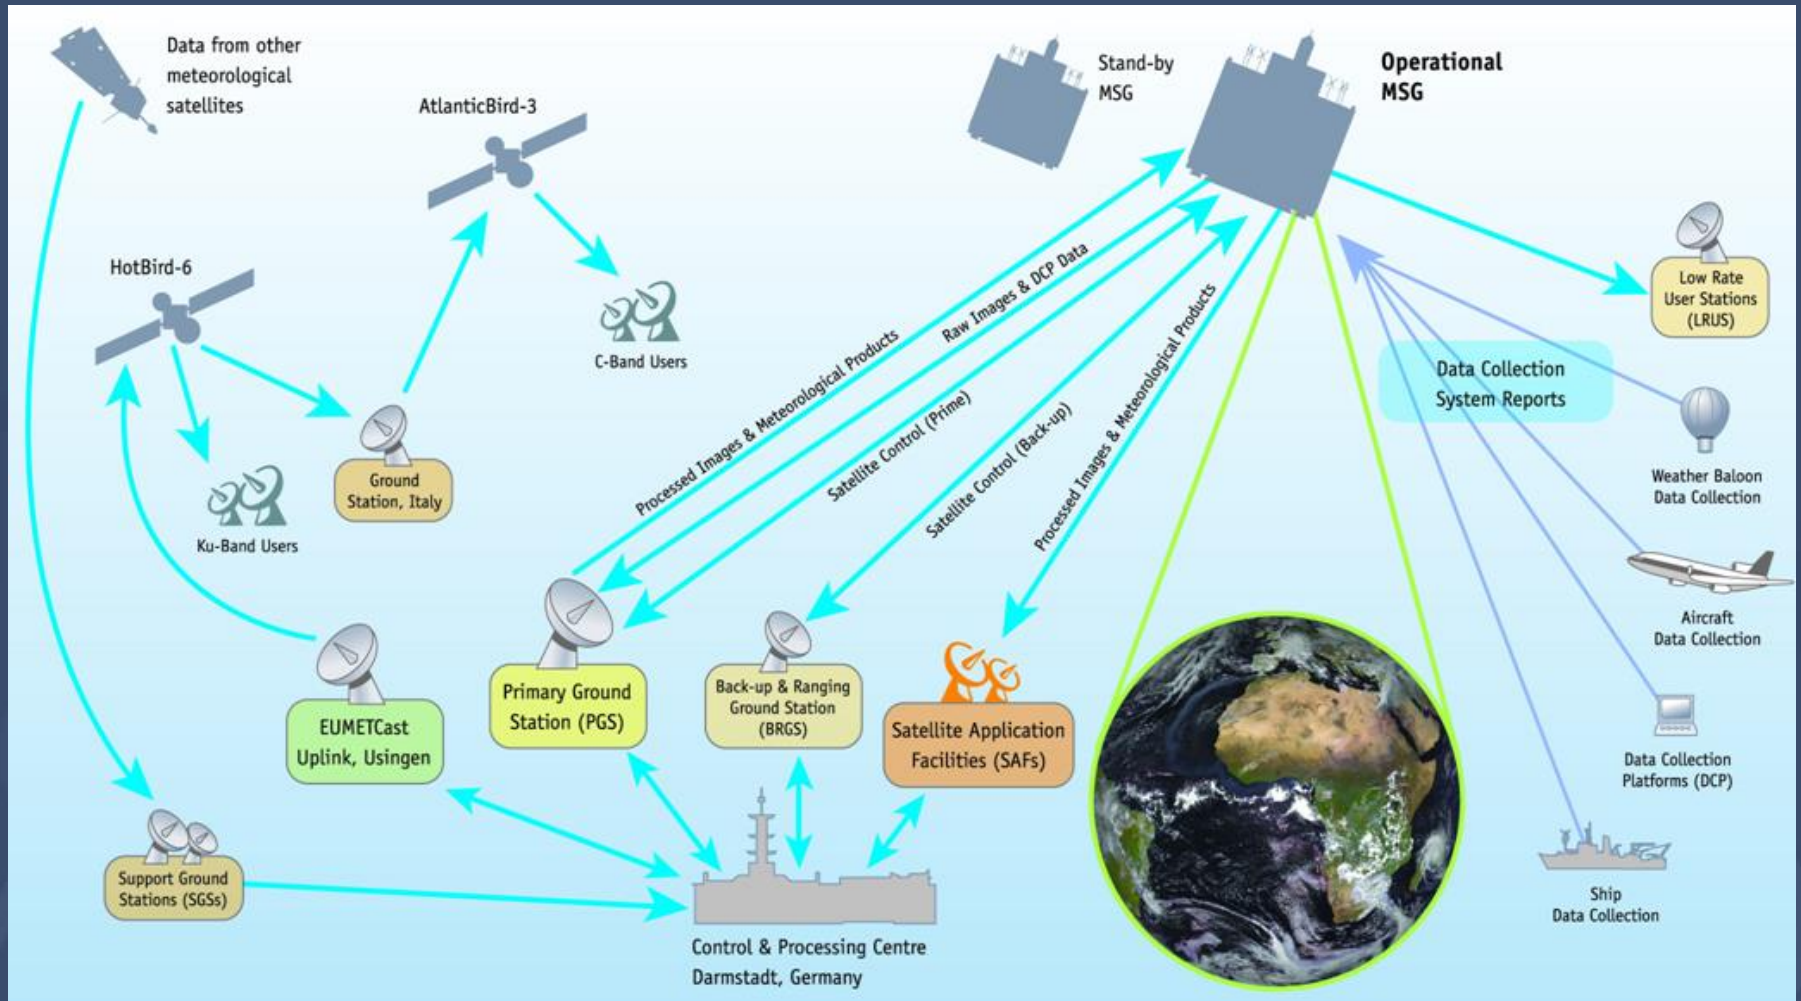 Data from other
meteorological
satellites
AtlanticBird-3
Stand-by
MSG
Operational
MSG
HotBird-6
C-Band Users
Low Rate
User Stations
(LRUS)
Processed Images & Meteorological Products
Raw Images & DCP Data
Satellite Control (Prime)
Satellite Control (Back-up)
Processed Images & Meteorological Products
Data Collection
System Reports
Weather Baloon
Data Collection
Ground
Station, Italy
Ku-Band Users
Aircraft
Data Collection
EUMETCast
Uplink, Usingen
Primary Ground
Station (PGS)
Back-up & Ranging
Ground Station
(BRGS)
Satellite Application
Facilities (SAFs)
Data Collection
Platforms (DCP)
Support Ground
Stations (SGSs)
Ship
Data Collection
Control & Processing Centre
Darmstadt, Germany